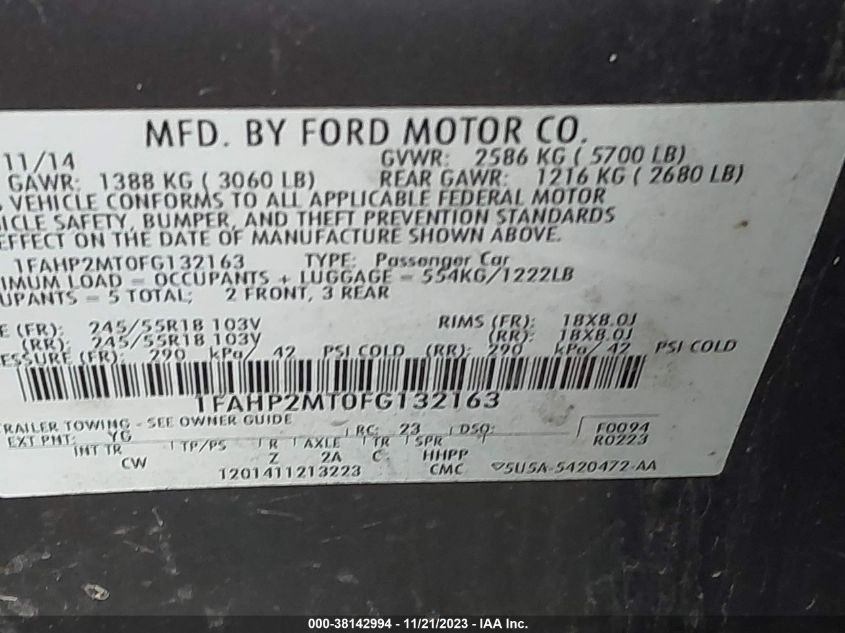 MFD. BY FORD MOTOR CO.
11/14 GVWR: 2586 KG ( 5700 LB)
GAWR: 1388 KG ( 3060 LB) REAR GAWR: 1216 KG ( 2680 LB)
VEHICLE CONFORMS TO ALL APPLICABLE FEDERAL MOTOR
ICLE SAFETY, BUMPER, AND THEFT PREVENTION STANDARDS
EFFECT ON THE DATE OF MANUFACTURE SHOWN ABOVE.
1FAHP2MT0FG132163 TYPE: Passenger Car
IMUM LOAD = OCCUPANTS + LUGGAGE = 554KG/1222LB
UPANTS = 5 TOTAL; 2 FRONT, 3 REAR
E (FR): 245/55R18 103V RIMS (FR): 18X8.0J
(RR): 245/55R18 103V (RR): 18X8.0J
ESSURE (FR): 290 kPa/ 42 PSI COLD (RR): 290 kPa/ 42 PSI COLD
1FAHP2MT0FG132163
RAILER TOWING - SEE OWNER GUIDE
EXT PNT: YG RC: 23 DSO: F0094
R0223
INT TR TP/PS R AXLE TR SPR
CW Z 2A C HHPP
1201411213223 CMC 5U5A-5420472-AA
000-38142994 - 11/21/2023 - IAA Inc.